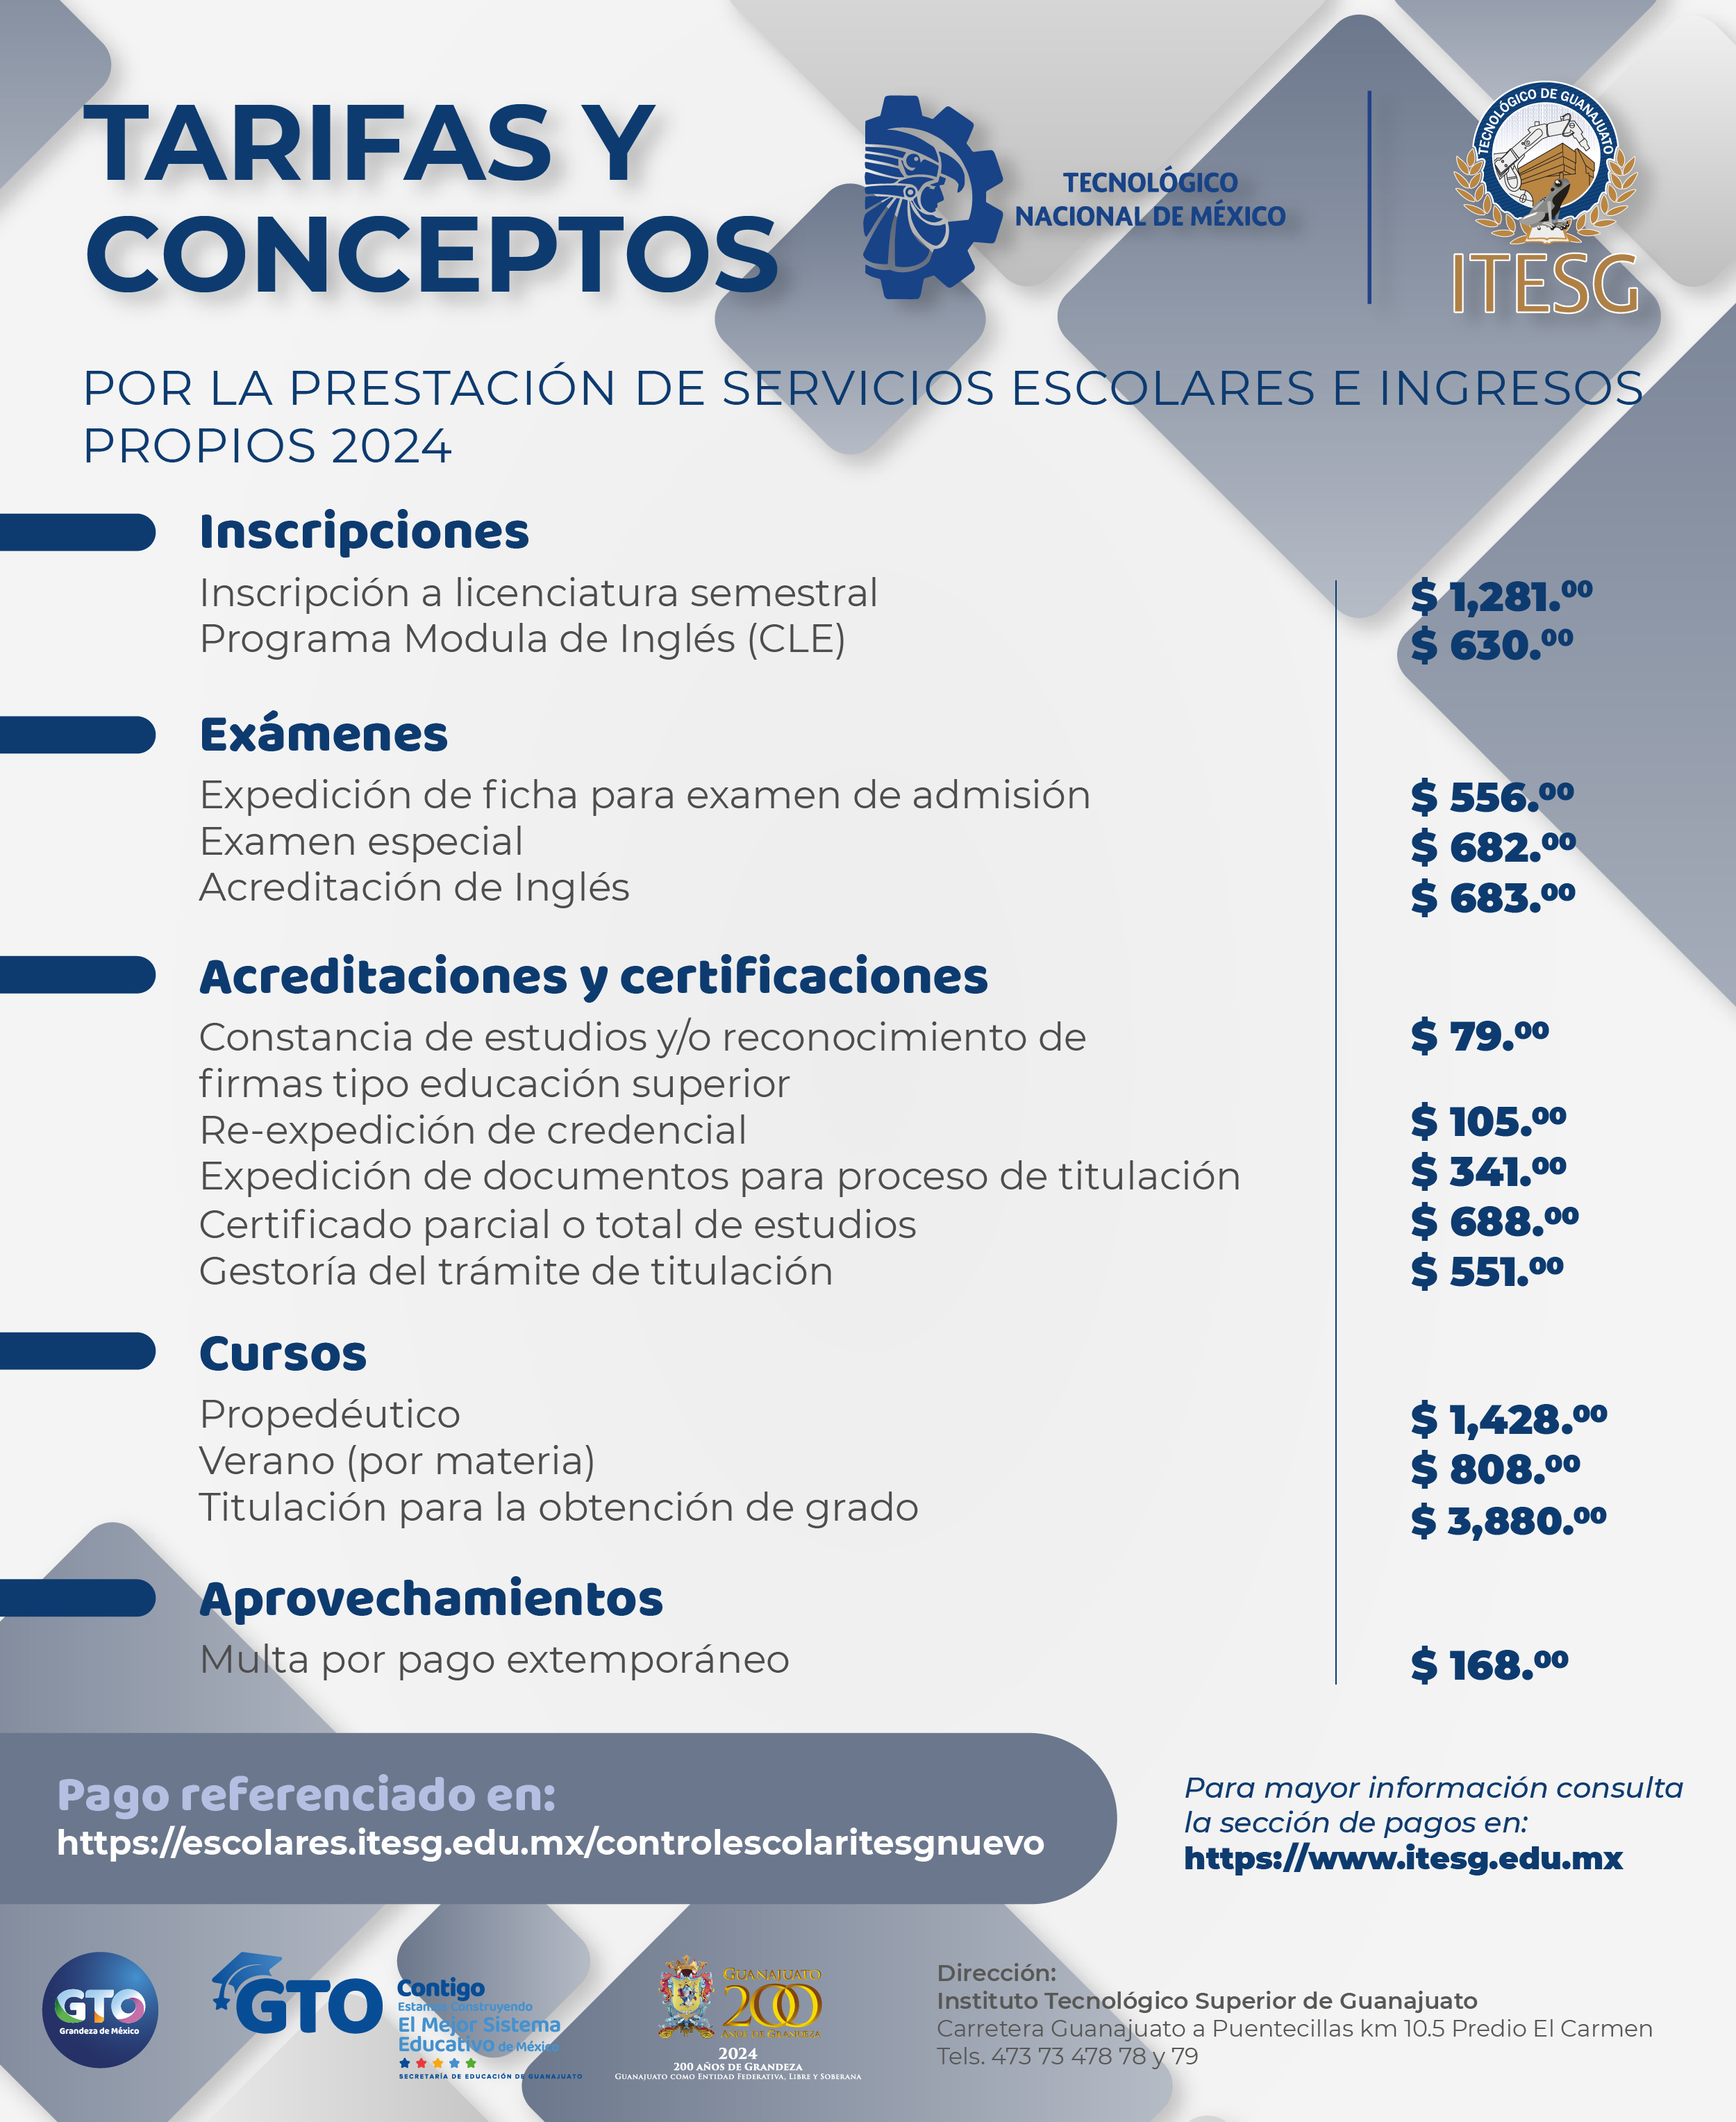 TARIFAS Y
CONCEPTOS
TECNOLÓGICO
NACIONAL DE MÉXICO
TECNOLÓGICO DE GUANAJUATO
ITESG
POR LA PRESTACIÓN DE SERVICIOS ESCOLARES E INGRESOS
PROPIOS 2024
Inscripciones
Inscripción a licenciatura semestral $ 1,281.00
Programa Modula de Inglés (CLE) $ 630.00
Exámenes
Expedición de ficha para examen de admisión $ 556.00
Examen especial $ 682.00
Acreditación de Inglés $ 683.00
Acreditaciones y certificaciones
Constancia de estudios y/o reconocimiento de $ 79.00
firmas tipo educación superior
Re-expedición de credencial $ 105.00
Expedición de documentos para proceso de titulación $ 341.00
Certificado parcial o total de estudios $ 688.00
Gestoría del trámite de titulación $ 551.00
Cursos
Propedéutico $ 1,428.00
Verano (por materia) $ 808.00
Titulación para la obtención de grado $ 3,880.00
Aprovechamientos
Multa por pago extemporáneo $ 168.00
Pago referenciado en:
https://escolares.itesg.edu.mx/controlescolaritesgnuevo
Para mayor información consulta
la sección de pagos en:
https://www.itesg.edu.mx
GTO
Grandeza de México
GTO
Contigo
Estamos Construyendo
El Mejor Sistema
Educativo de México
SECRETARÍA DE EDUCACIÓN DE GUANAJUATO
GUANAJUATO
200
AÑOS DE GRANDEZA
2024
200 AÑOS DE GRANDEZA
GUANAJUATO COMO ENTIDAD FEDERATIVA, LIBRE Y SOBERANA
Dirección:
Instituto Tecnológico Superior de Guanajuato
Carretera Guanajuato a Puentecillas km 10.5 Predio El Carmen
Tels. 473 73 478 78 y 79